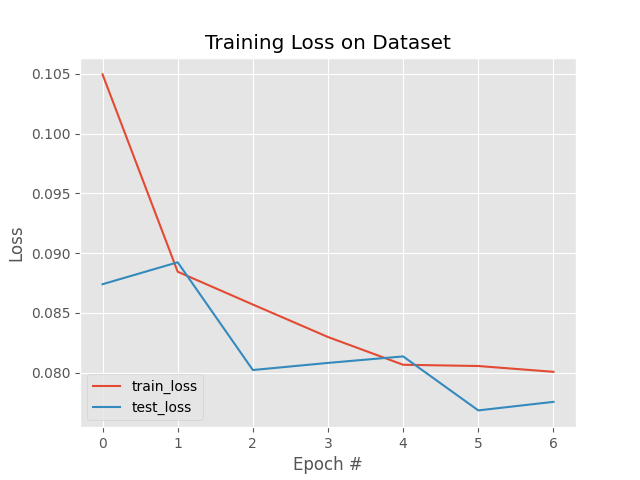 Training Loss on Dataset
0.105
0.100
0.095
0.090
0.085
0.080
Loss
train_loss
test_loss
0 1 2 3 4 5 6
Epoch #